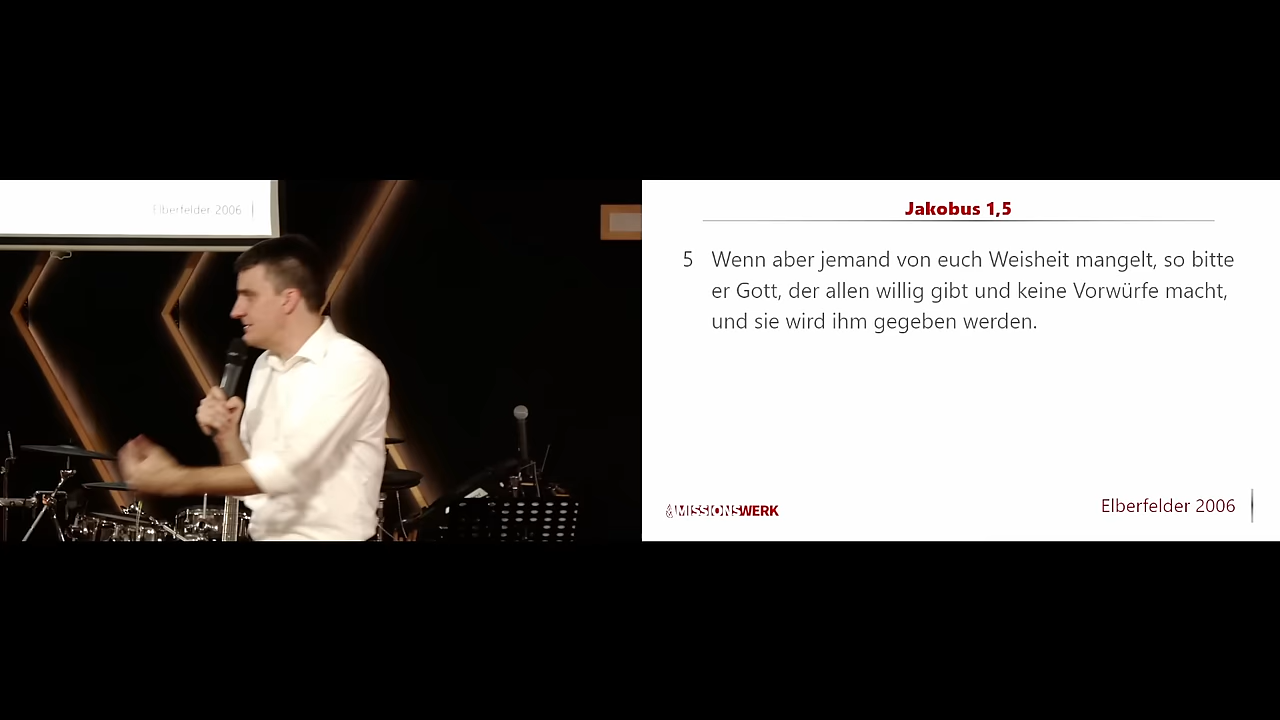 Elberfelder 2006
Jakobus 1,5
5 Wenn aber jemand von euch Weisheit mangelt, so bitte
er Gott, der allen willig gibt und keine Vorwürfe macht,
und sie wird ihm gegeben werden.
MISSIONSWERK
Elberfelder 2006